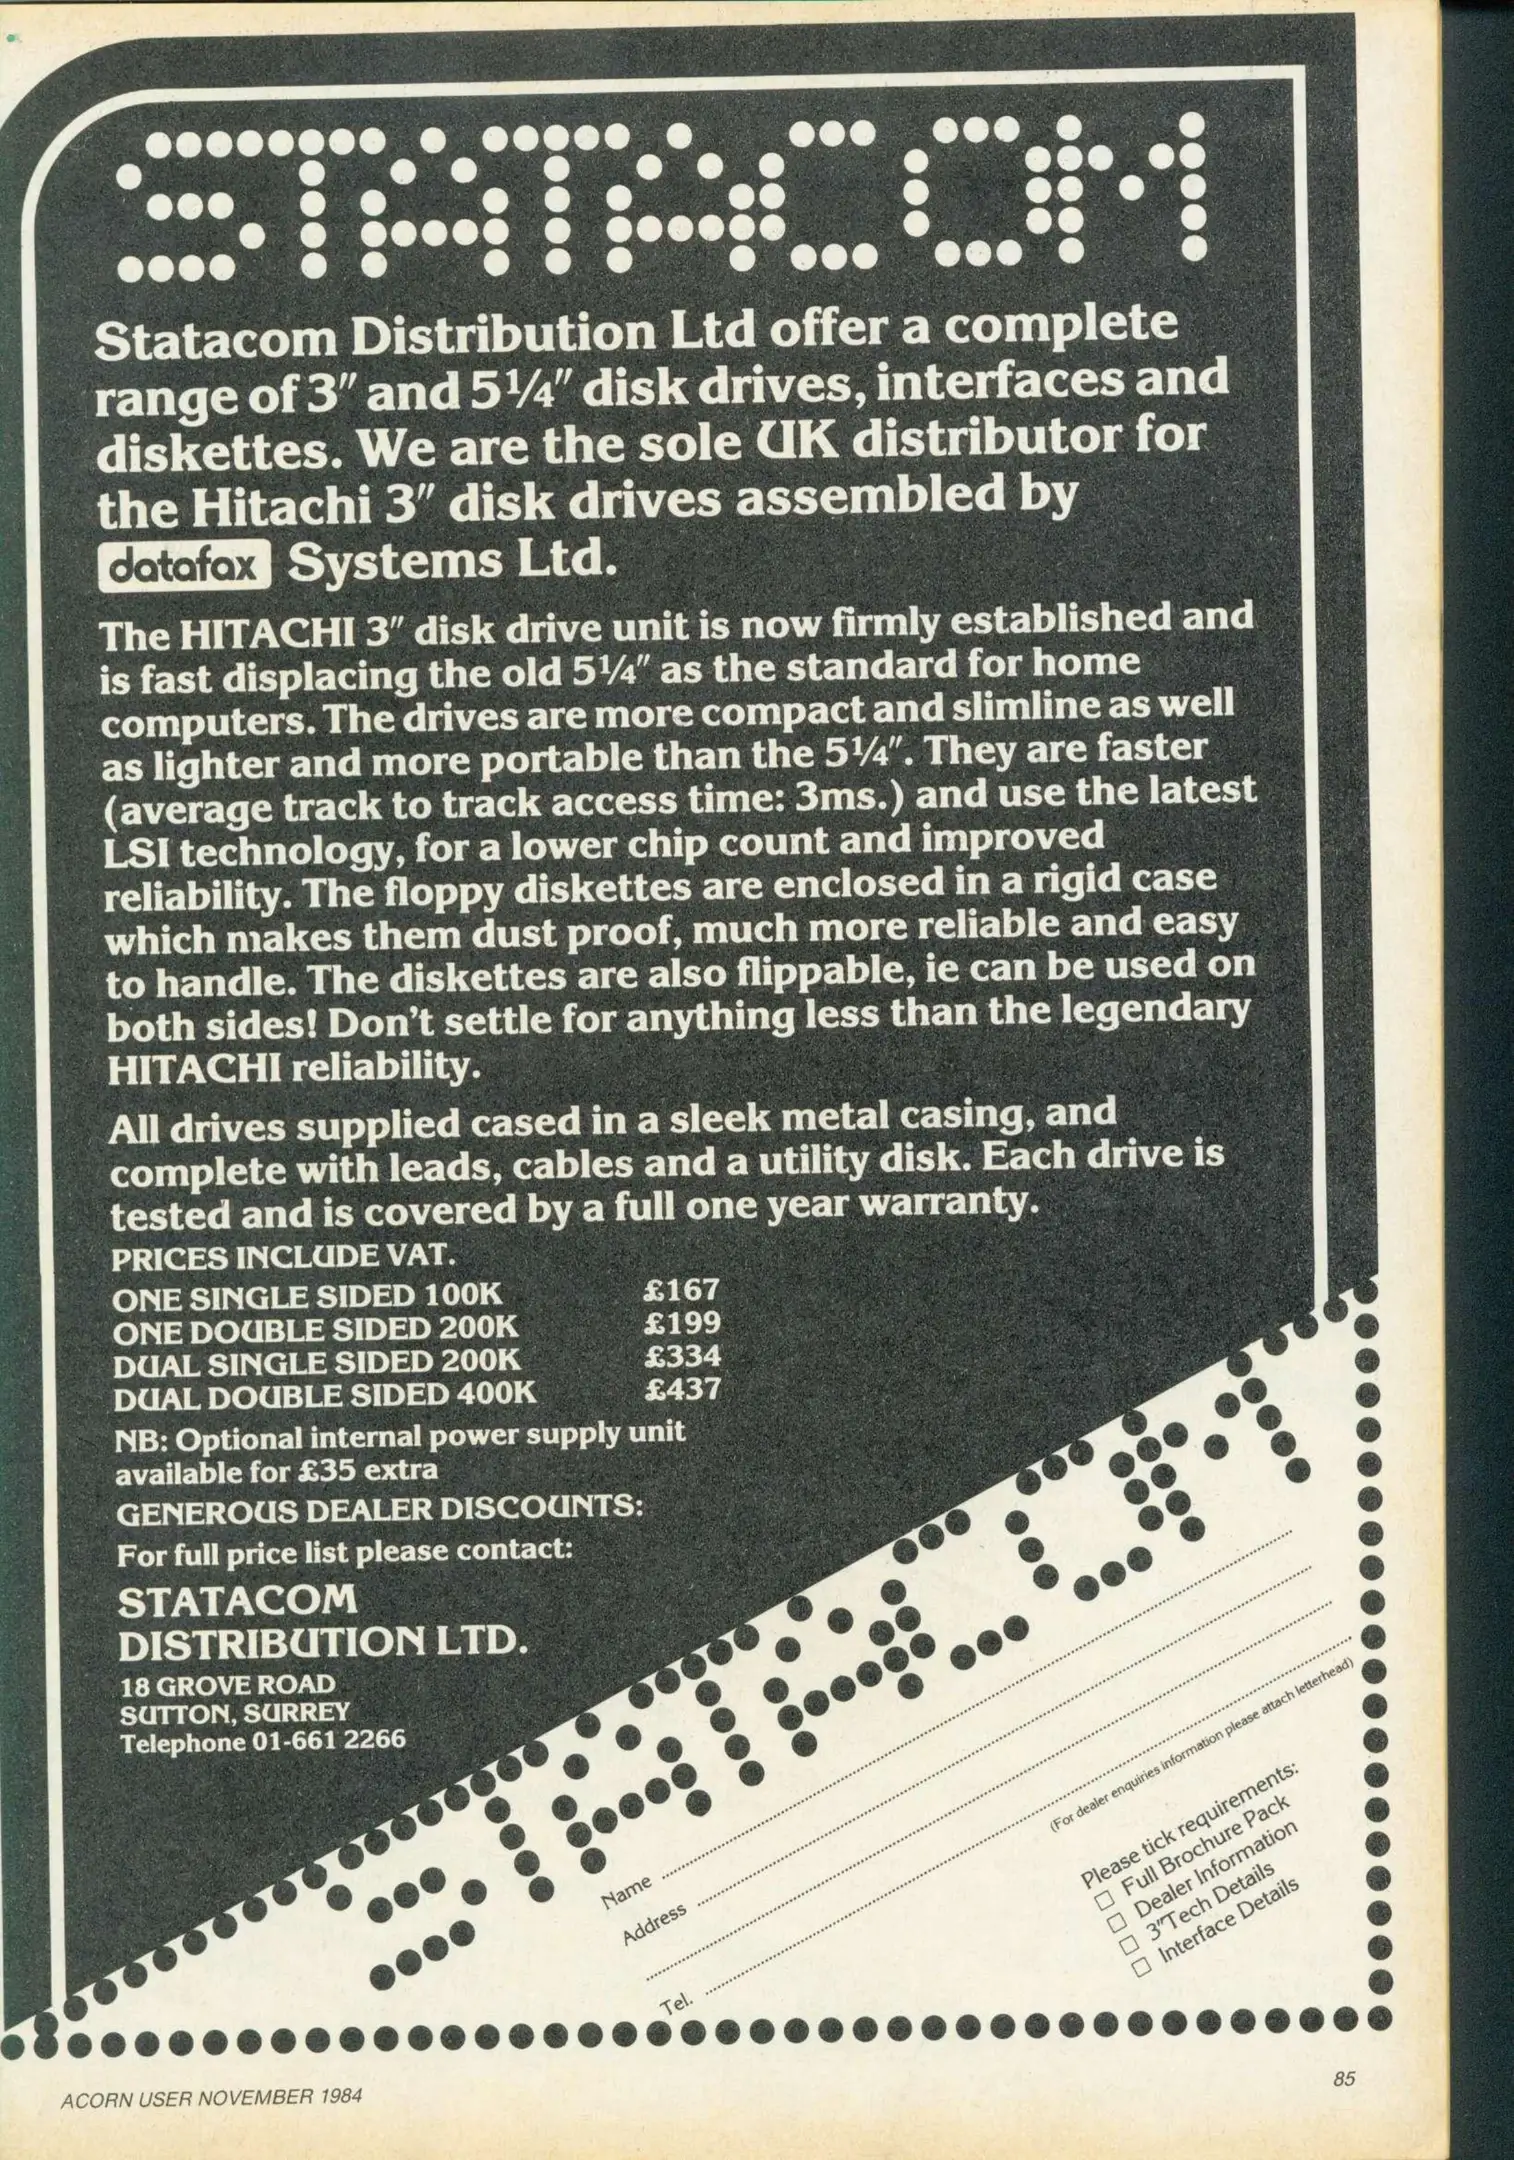 STATACOM
Statacom Distribution Ltd offer a complete
range of 3″ and 5¼″ disk drives, interfaces and
diskettes. We are the sole UK distributor for
the Hitachi 3″ disk drives assembled by
datafax Systems Ltd.
The HITACHI 3″ disk drive unit is now firmly established and
is fast displacing the old 5¼″ as the standard for home
computers. The drives are more compact and slimline as well
as lighter and more portable than the 5¼″. They are faster
(average track to track access time: 3ms.) and use the latest
LSI technology, for a lower chip count and improved
reliability. The floppy diskettes are enclosed in a rigid case
which makes them dust proof, much more reliable and easy
to handle. The diskettes are also flippable, ie can be used on
both sides! Don't settle for anything less than the legendary
HITACHI reliability.
All drives supplied cased in a sleek metal casing, and
complete with leads, cables and a utility disk. Each drive is
tested and is covered by a full one year warranty.
PRICES INCLUDE VAT.
ONE SINGLE SIDED 100K £167
ONE DOUBLE SIDED 200K £199
DUAL SINGLE SIDED 200K £334
DUAL DOUBLE SIDED 400K £437
NB: Optional internal power supply unit
available for £35 extra
GENEROUS DEALER DISCOUNTS:
For full price list please contact:
STATACOM
DISTRIBUTION LTD.
18 GROVE ROAD
SUTTON, SURREY
Telephone 01-661 2266
STATACOM
Name
Address
Tel.
(For dealer enquiries information please attach letterhead)
Please tick requirements:
Full Brochure Pack
Dealer Information
3″Tech Details
Interface Details
ACORN USER NOVEMBER 1984
85